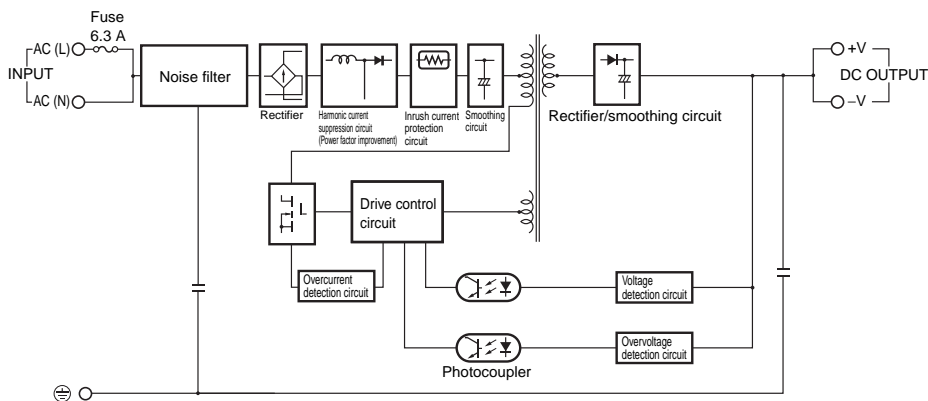 Fuse
6.3 A
AC (L)
INPUT
AC (N)
Noise filter
Rectifier
Harmonic current
suppression circuit
(Power factor improvement)
Inrush current
protection
circuit
Smoothing
circuit
Rectifier/smoothing circuit
+V
DC OUTPUT
−V
Drive control
circuit
Overcurrent
detection circuit
Voltage
detection circuit
Overvoltage
detection circuit
Photocoupler